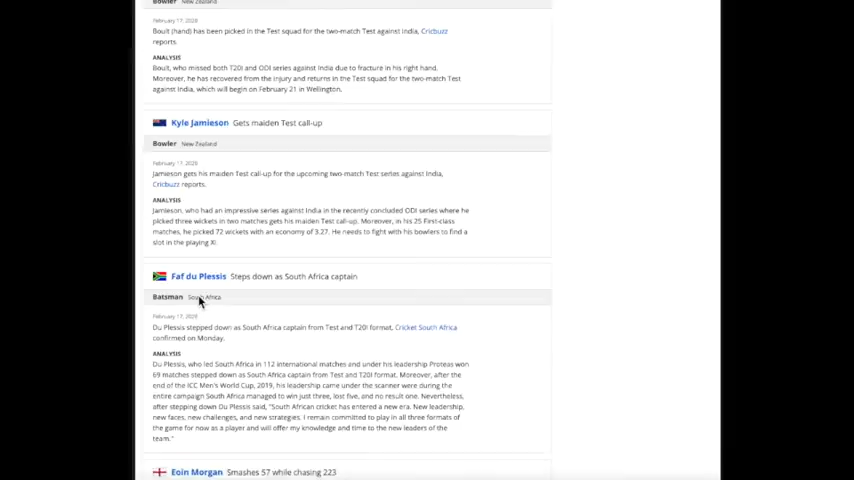 Bowler New Zealand
February 17, 2020
Boult (hand) has been picked in the Test squad for the two-match Test against India, Cricbuzz
reports.
ANALYSIS
Boult, who missed both T20I and ODI series against India due to fracture in his right hand.
Moreover, he has recovered from the injury and returns in the Test squad for the two-match Test
against India, which will begin on February 21 in Wellington.
Kyle Jamieson Gets maiden Test call-up
Bowler New Zealand
February 17, 2020
Jamieson gets his maiden Test call-up for the upcoming two-match Test series against India,
Cricbuzz reports.
ANALYSIS
Jamieson, who had an impressive series against India in the recently concluded ODI series where he
picked three wickets in two matches gets his maiden Test call-up. Moreover, in his 25 First-class
matches, he picked 72 wickets with an economy of 3.27. He needs to fight with his bowlers to find a
slot in the playing XI.
Faf du Plessis Steps down as South Africa captain
Batsman South Africa
February 17, 2020
Du Plessis stepped down as South Africa captain from Test and T20I format, Cricket South Africa
confirmed on Monday.
ANALYSIS
Du Plessis, who led South Africa in 112 international matches and under his leadership Proteas won
69 matches stepped down as South Africa captain from Test and T20I format. Moreover, after the
end of the ICC Men's World Cup, 2019, his leadership came under the scanner were during the
entire campaign South Africa managed to win just three, lost five, and no result one. Nevertheless,
after stepping down Du Plessis said, "South African cricket has entered a new era. New leadership,
new faces, new challenges, and new strategies. I remain committed to play in all three formats of
the game for now as a player and will offer my knowledge and time to the new leaders of the
team."
Eoin Morgan Smashes 57 while chasing 223